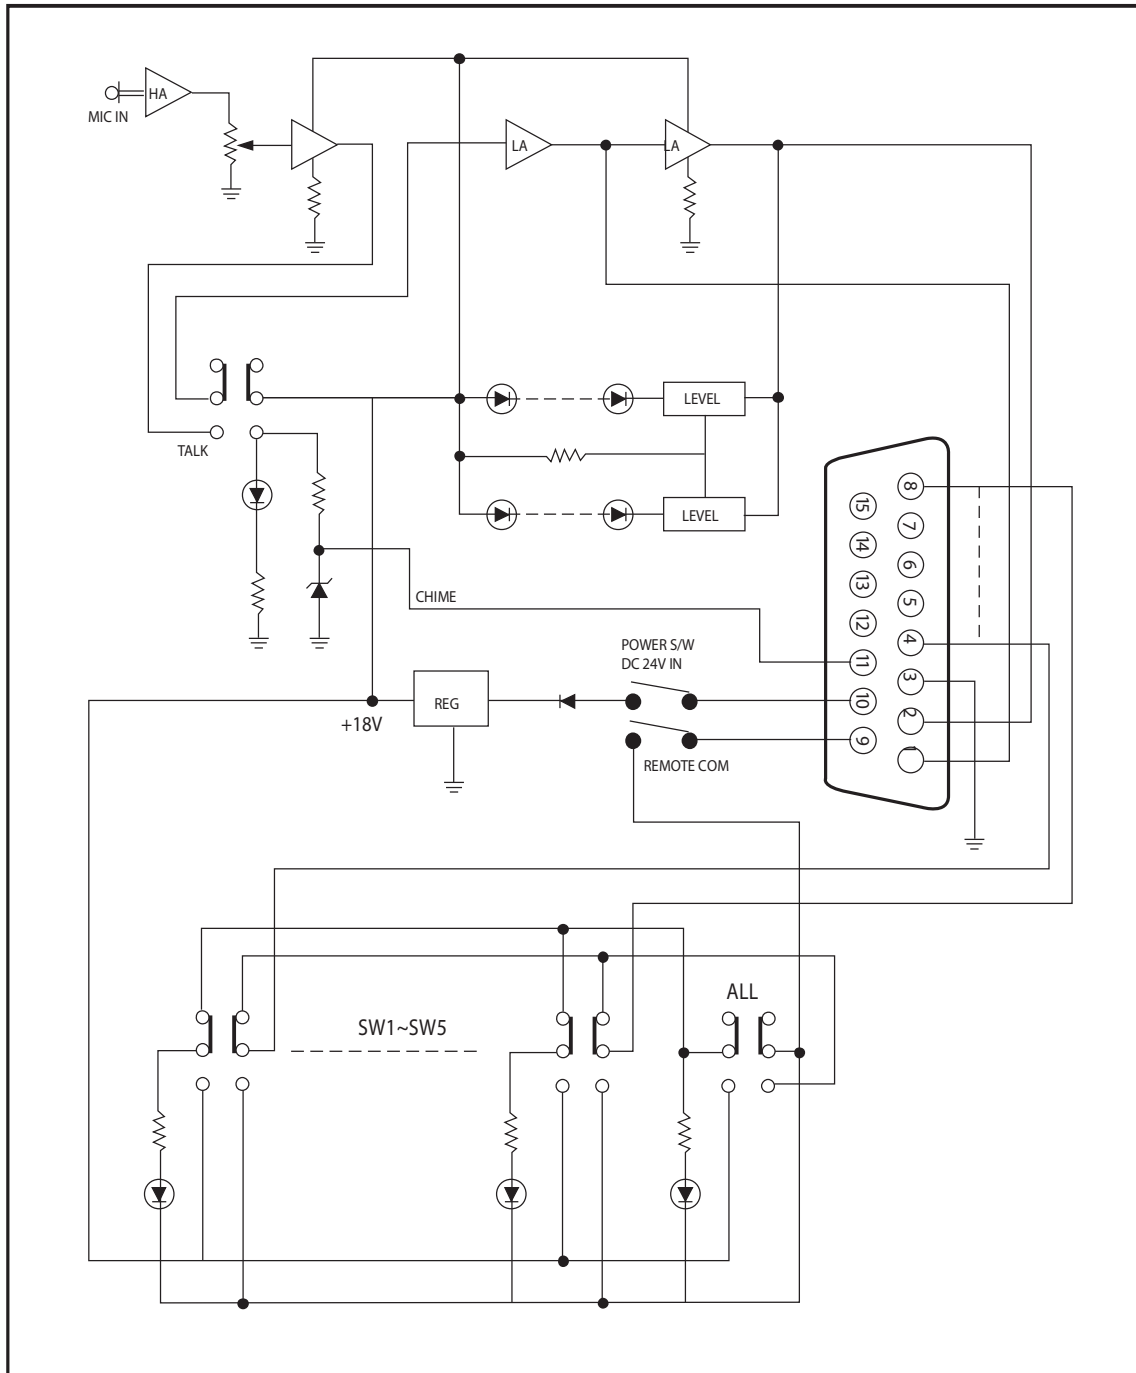 HA
MIC IN
LA
LA
TALK
LEVEL
LEVEL
CHIME
POWER S/W
DC 24V IN
REG
+18V
REMOTE COM
8
15
7
14
6
13
5
12
4
11
3
10
2
9
1
ALL
SW1~SW5